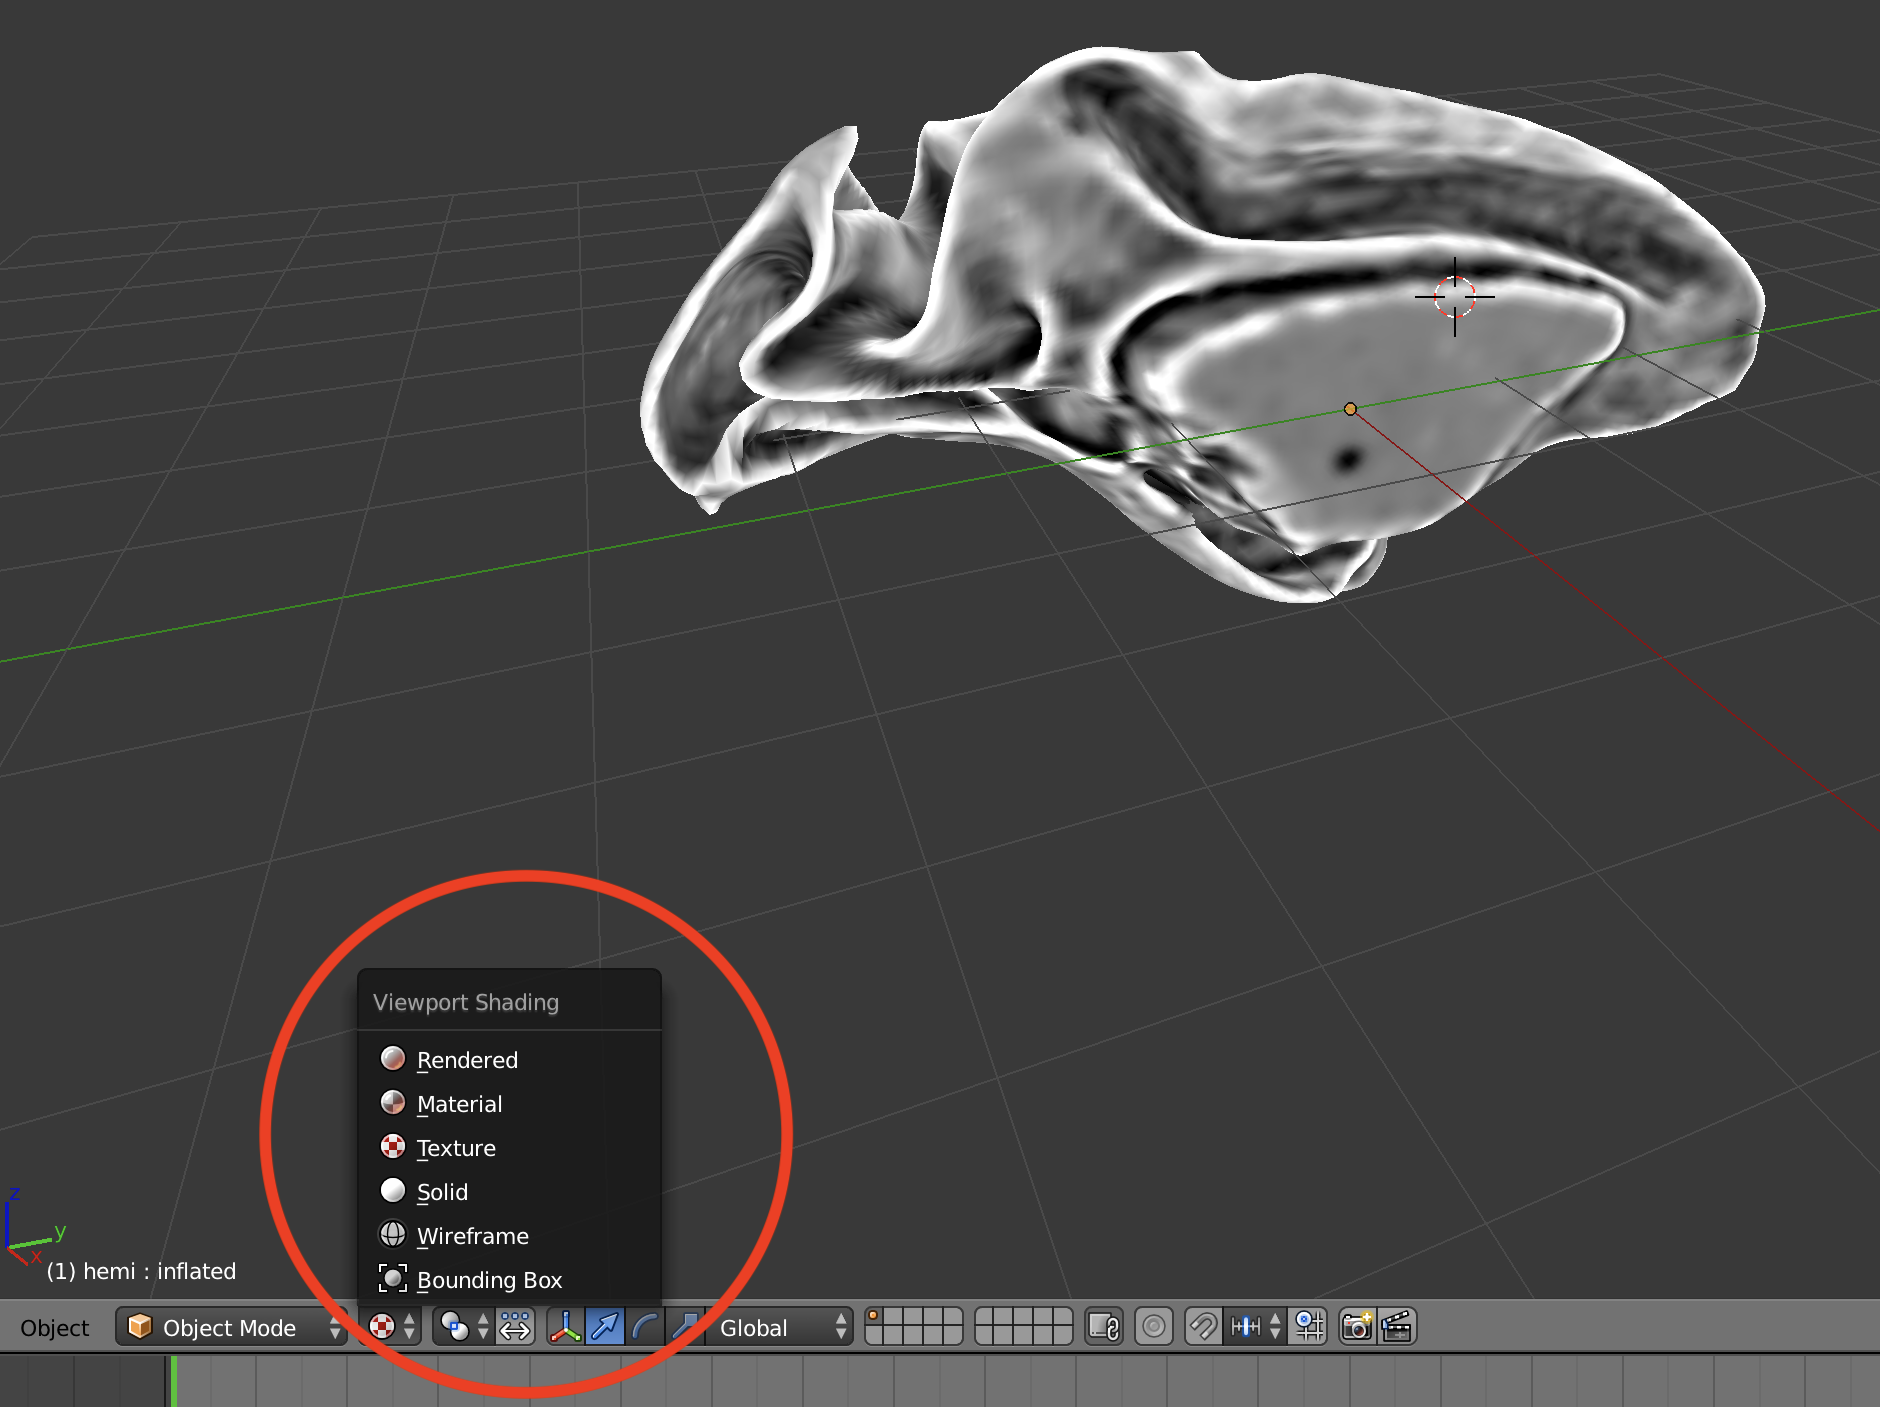 Viewport Shading
Rendered
Material
Texture
Solid
Wireframe
Bounding Box
z
y
x
(1) hemi : inflated
Object
Object Mode
Global